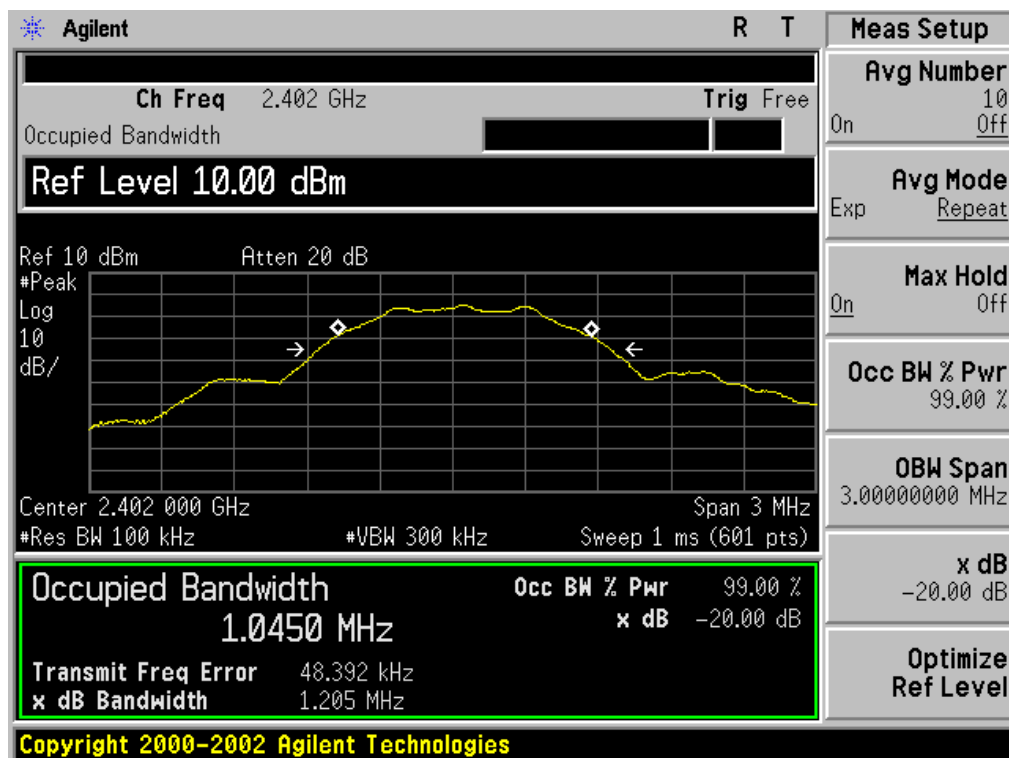 Agilent R T
Ch Freq 2.402 GHz Trig Free
Occupied Bandwidth
Ref Level 10.00 dBm
Ref 10 dBm Atten 20 dB
#Peak
Log
10
dB/
Center 2.402 000 GHz Span 3 MHz
#Res BW 100 kHz #VBW 300 kHz Sweep 1 ms (601 pts)
Occupied Bandwidth
1.0450 MHz
Occ BW % Pwr 99.00 %
x dB -20.00 dB
Transmit Freq Error 48.392 kHz
x dB Bandwidth 1.205 MHz
Copyright 2000-2002 Agilent Technologies
Meas Setup
Avg Number
10
On Off
Avg Mode
Exp Repeat
Max Hold
On Off
Occ BW % Pwr
99.00 %
OBW Span
3.00000000 MHz
x dB
-20.00 dB
Optimize
Ref Level